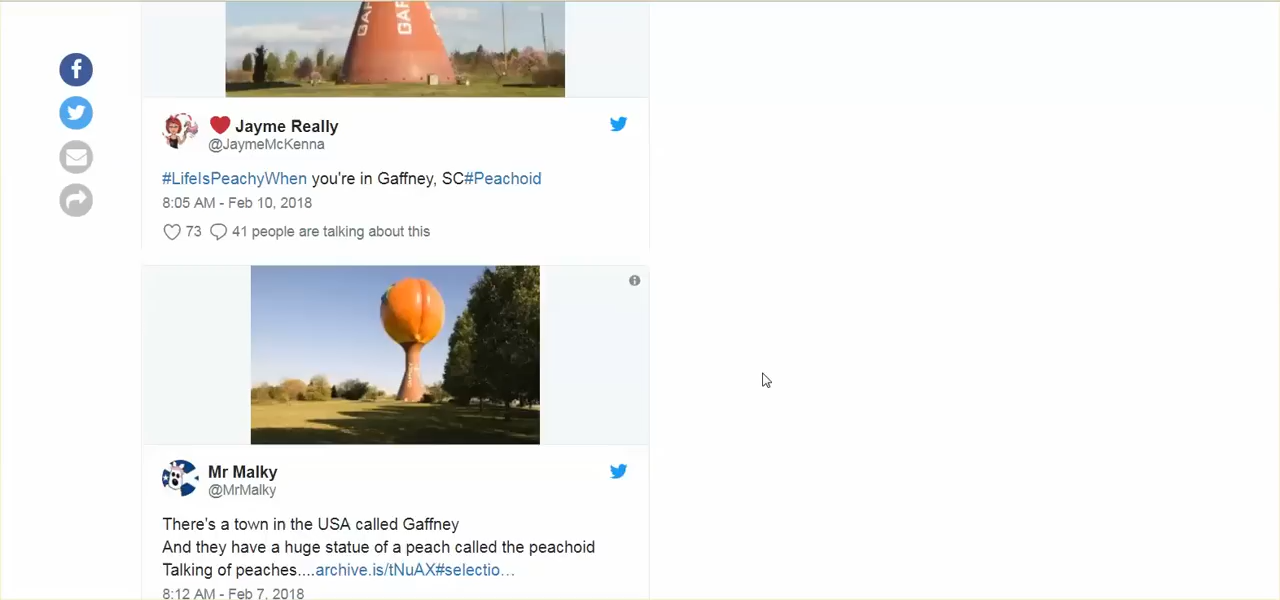 GAF
GAF
Jayme Really
@JaymeMcKenna
#LifeIsPeachyWhen you're in Gaffney, SC#Peachoid
8:05 AM - Feb 10, 2018
73 41 people are talking about this
Mr Malky
@MrMalky
There's a town in the USA called Gaffney
And they have a huge statue of a peach called the peachoid
Talking of peaches....archive.is/tNuAX#selectio…
8:12 AM - Feb 7, 2018